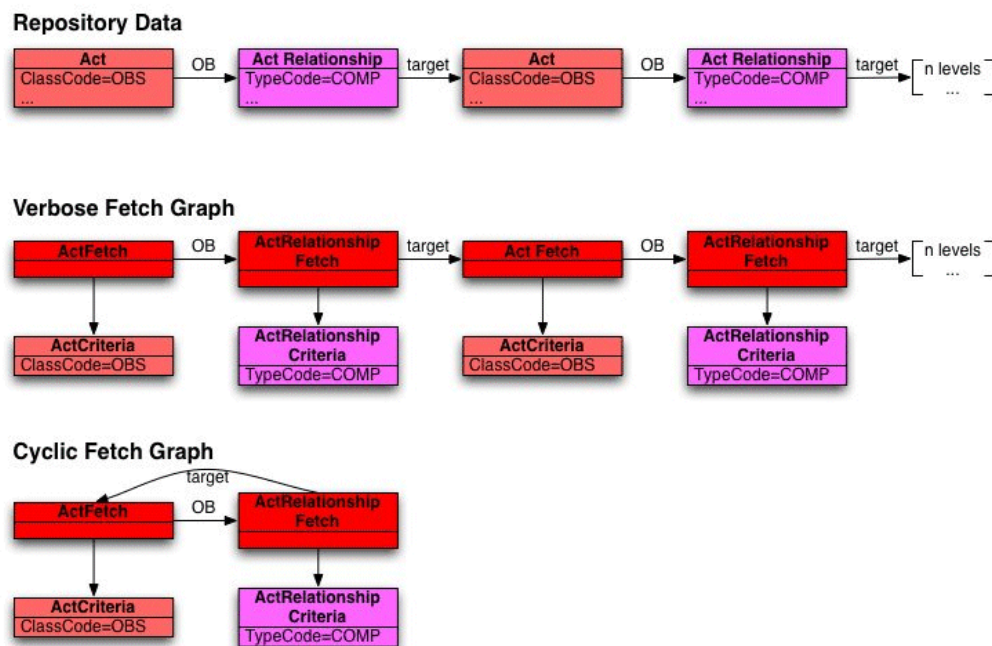 Repository Data
Act
ClassCode=OBS
...
OB
Act Relationship
TypeCode=COMP
...
target
Act
ClassCode=OBS
...
OB
Act Relationship
TypeCode=COMP
...
target
n levels
...
Verbose Fetch Graph
ActFetch
OB
ActRelationship
Fetch
target
Act Fetch
OB
ActRelationship
Fetch
target
n levels
...
ActCriteria
ClassCode=OBS
ActRelationship
Criteria
TypeCode=COMP
ActCriteria
ClassCode=OBS
ActRelationship
Criteria
TypeCode=COMP
Cyclic Fetch Graph
target
ActFetch
OB
ActRelationship
Fetch
ActCriteria
ClassCode=OBS
ActRelationship
Criteria
TypeCode=COMP